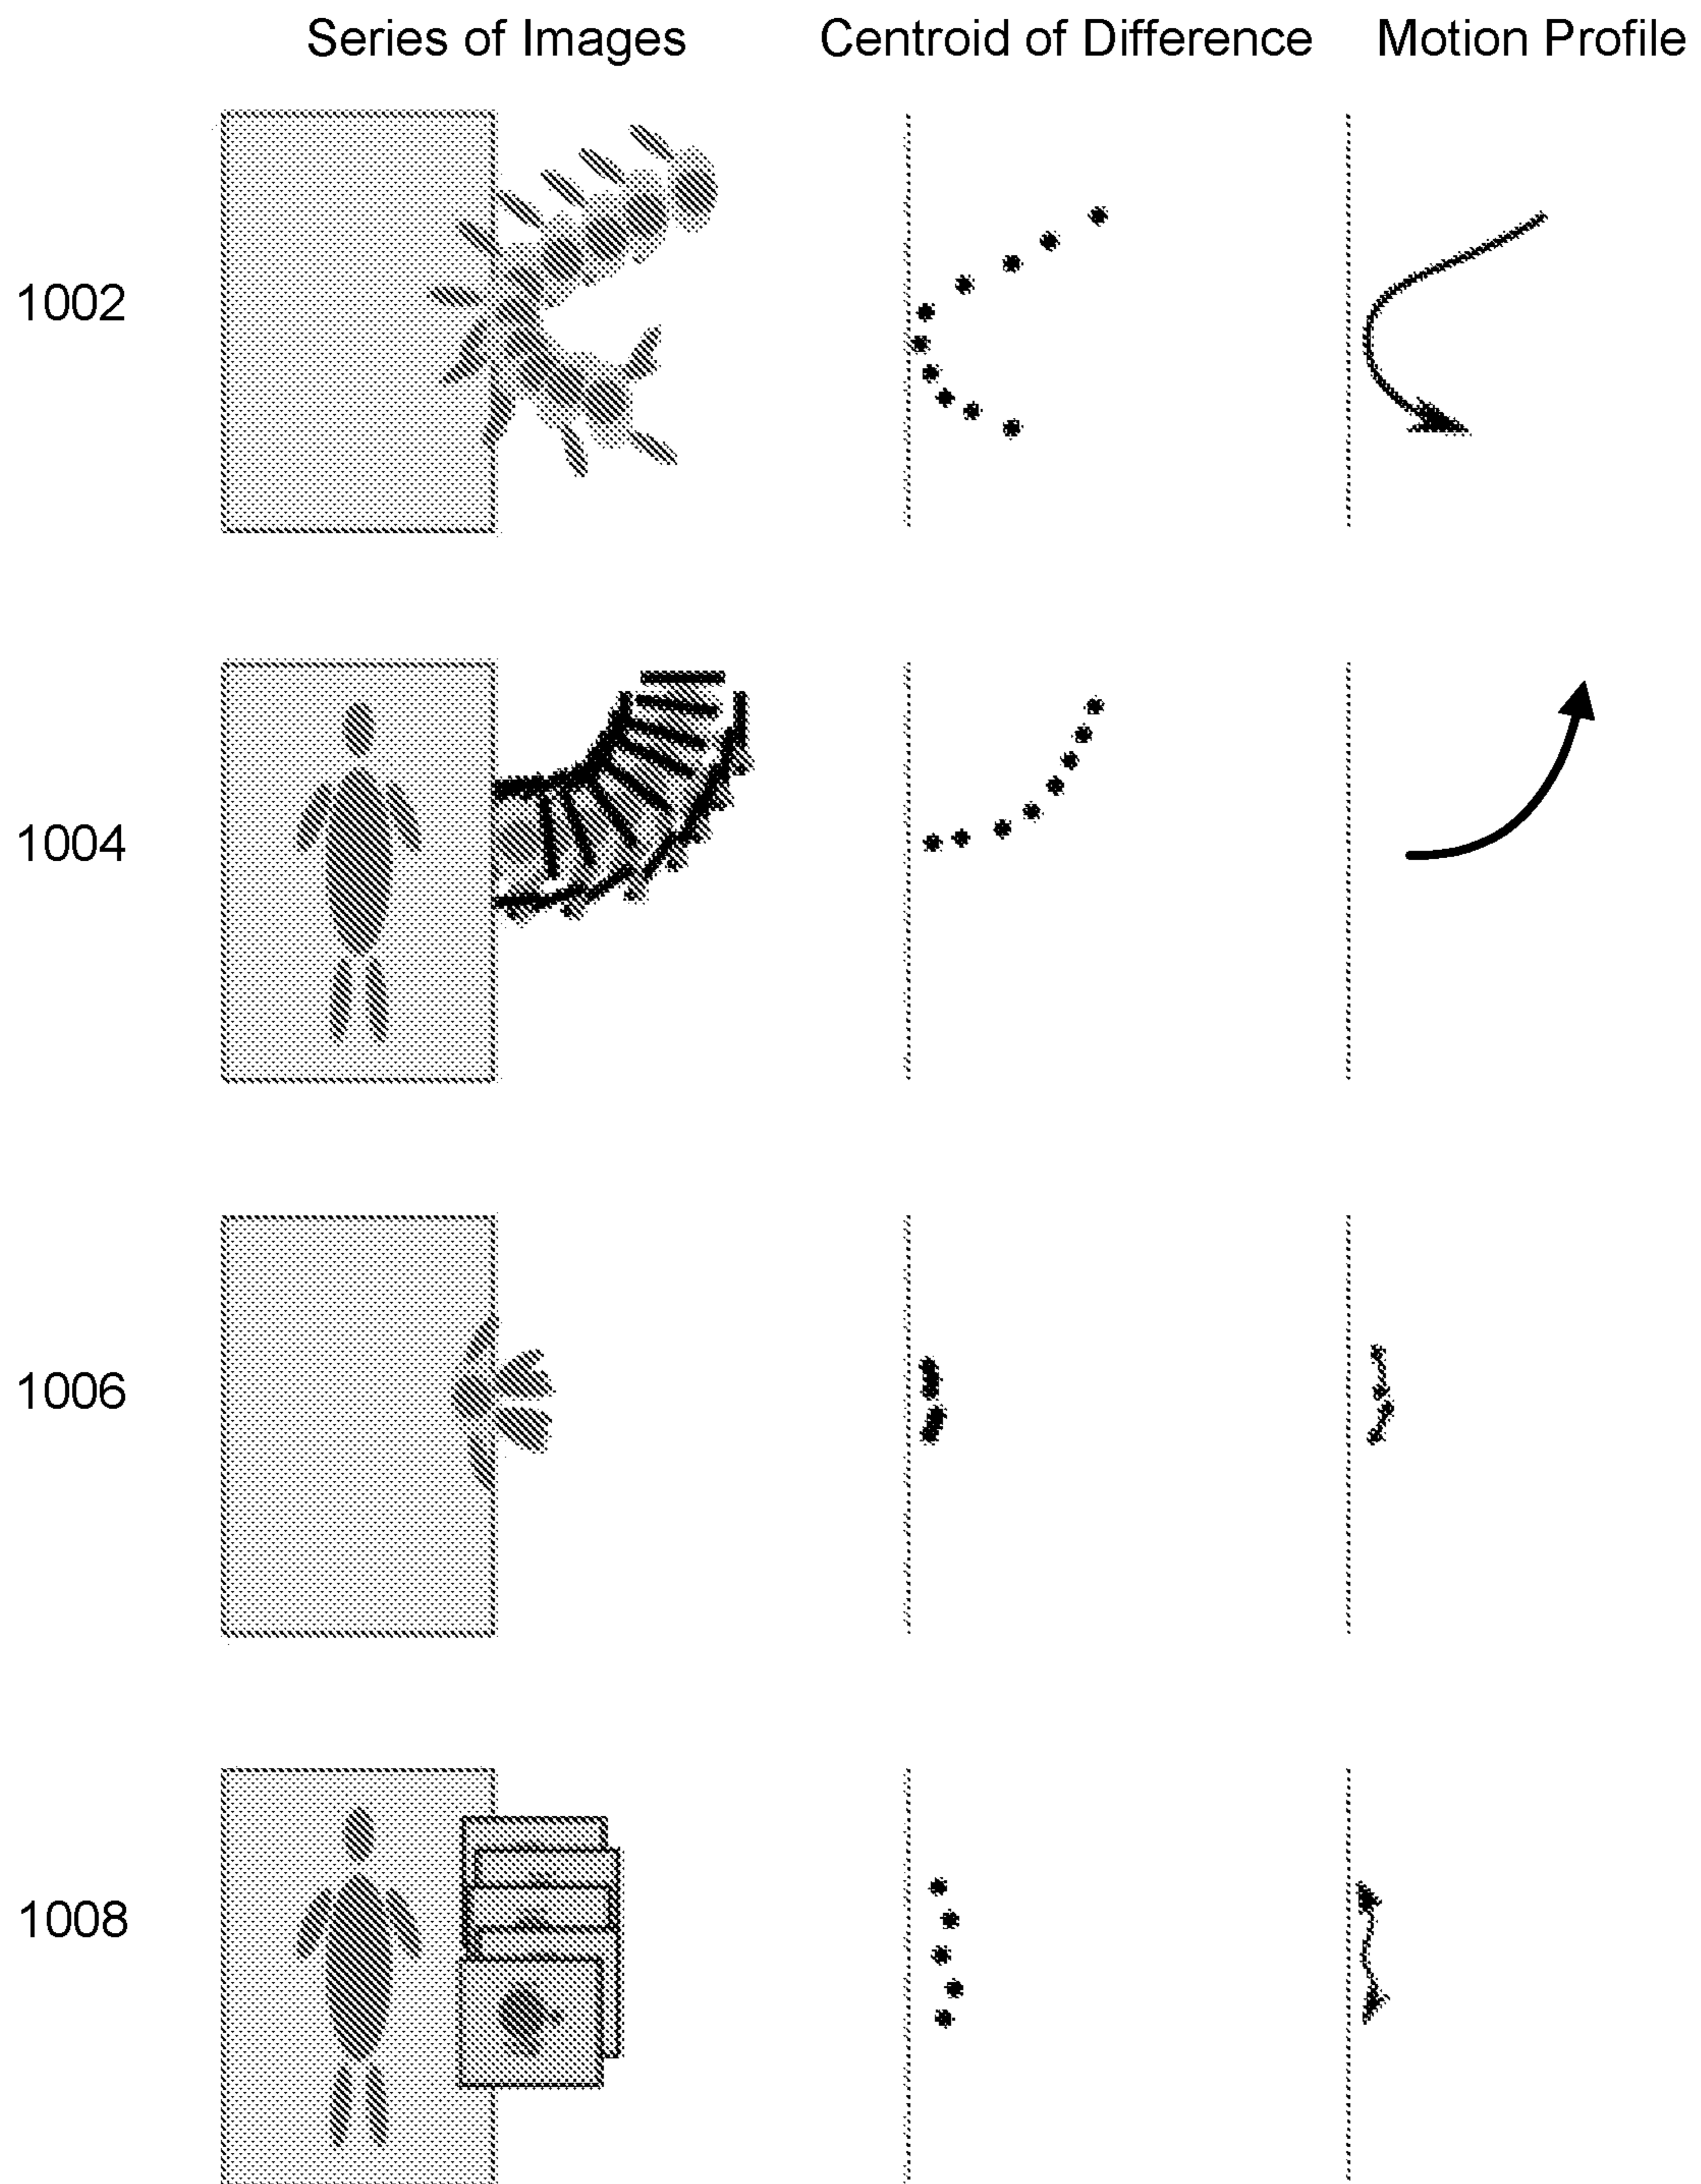 Series of Images Centroid of Difference Motion Profile
1002
1004
1006
1008